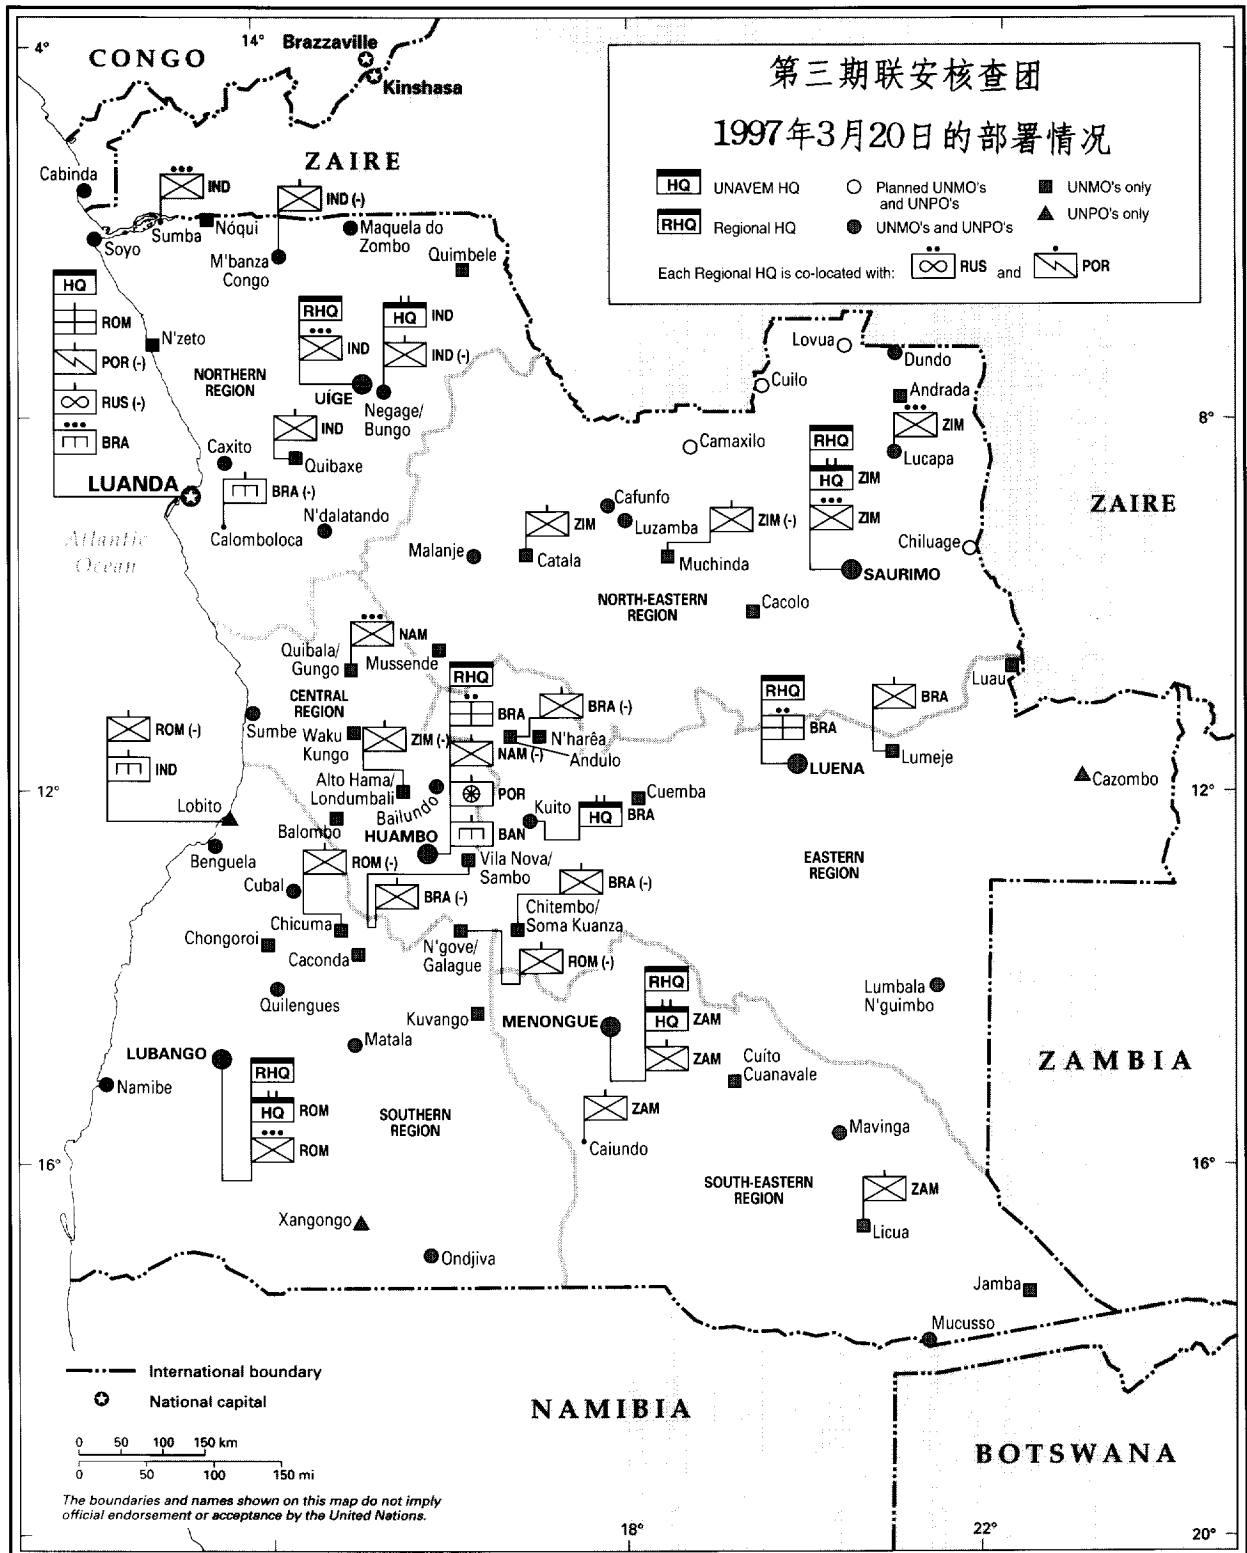 4°
14°
CONGO
Brazzaville
Kinshasa
第三期联安核查团
1997年3月20日的部署情况
HQ UNAVEM HQ
Planned UNMO's
and UNPO's
UNMO's only
RHQ Regional HQ
UNMO's and UNPO's
UNPO's only
Each Regional HQ is co-located with: RUS and POR
ZAIRE
Cabinda
IND
IND (-)
Soyo
Sumba
Nóqui
M'banza
Congo
Maquela do
Zombo
Quimbele
HQ
ROM
POR (-)
RUS (-)
BRA
LUANDA
N'zeto
NORTHERN
REGION
RHQ
IND
UÍGE
HQ IND
IND (-)
Negage/
Bungo
IND
Quibaxe
Caxito
BRA (-)
Calomboloca
N'dalatando
Atlantic
Ocean
Lovua
Dundo
Cuilo
Andrada
ZIM
Lucapa
8°
Camaxilo
RHQ
HQ ZIM
ZIM
SAURIMO
ZAIRE
Chiluage
Cafunfo
Luzamba
ZIM
Catala
ZIM (-)
Muchinda
Malanje
NORTH-EASTERN
REGION
Cacolo
NAM
Quibala/
Gungo
Mussende
CENTRAL
REGION
RHQ
BRA
NAM (-)
POR
BAN
HUAMBO
BRA (-)
N'harêa
Andulo
RHQ
BRA
LUENA
BRA
Lumeje
Luau
Cazombo
12°
ROM (-)
IND
Lobito
Sumbe
Waku
Kungo
ZIM (-)
Alto Hama/
Londumbali
Bailundo
Kuito
HQ BRA
Cuemba
Balombo
Benguela
Vila Nova/
Sambo
EASTERN
REGION
ROM (-)
Cubal
BRA (-)
BRA (-)
Chitembo/
Soma Kuanza
Chicuma
Chongoroi
Caconda
N'gove/
Galague
ROM (-)
Quilengues
Lumbala
N'guimbo
RHQ
HQ ZAM
ZAM
MENONGUE
Kuvango
Matala
LUBANGO
Cuíto
Cuanavale
ZAMBIA
Namibe
RHQ
HQ ROM
ROM
SOUTHERN
REGION
ZAM
Caiundo
Mavinga
16°
16°
SOUTH-EASTERN
REGION
ZAM
Licua
Xangongo
Ondjiva
Jamba
Mucusso
International boundary
National capital
NAMIBIA
BOTSWANA
0 50 100 150 km
0 50 100 150 mi
The boundaries and names shown on this map do not imply
official endorsement or acceptance by the United Nations.
18°
22°
20°
12°